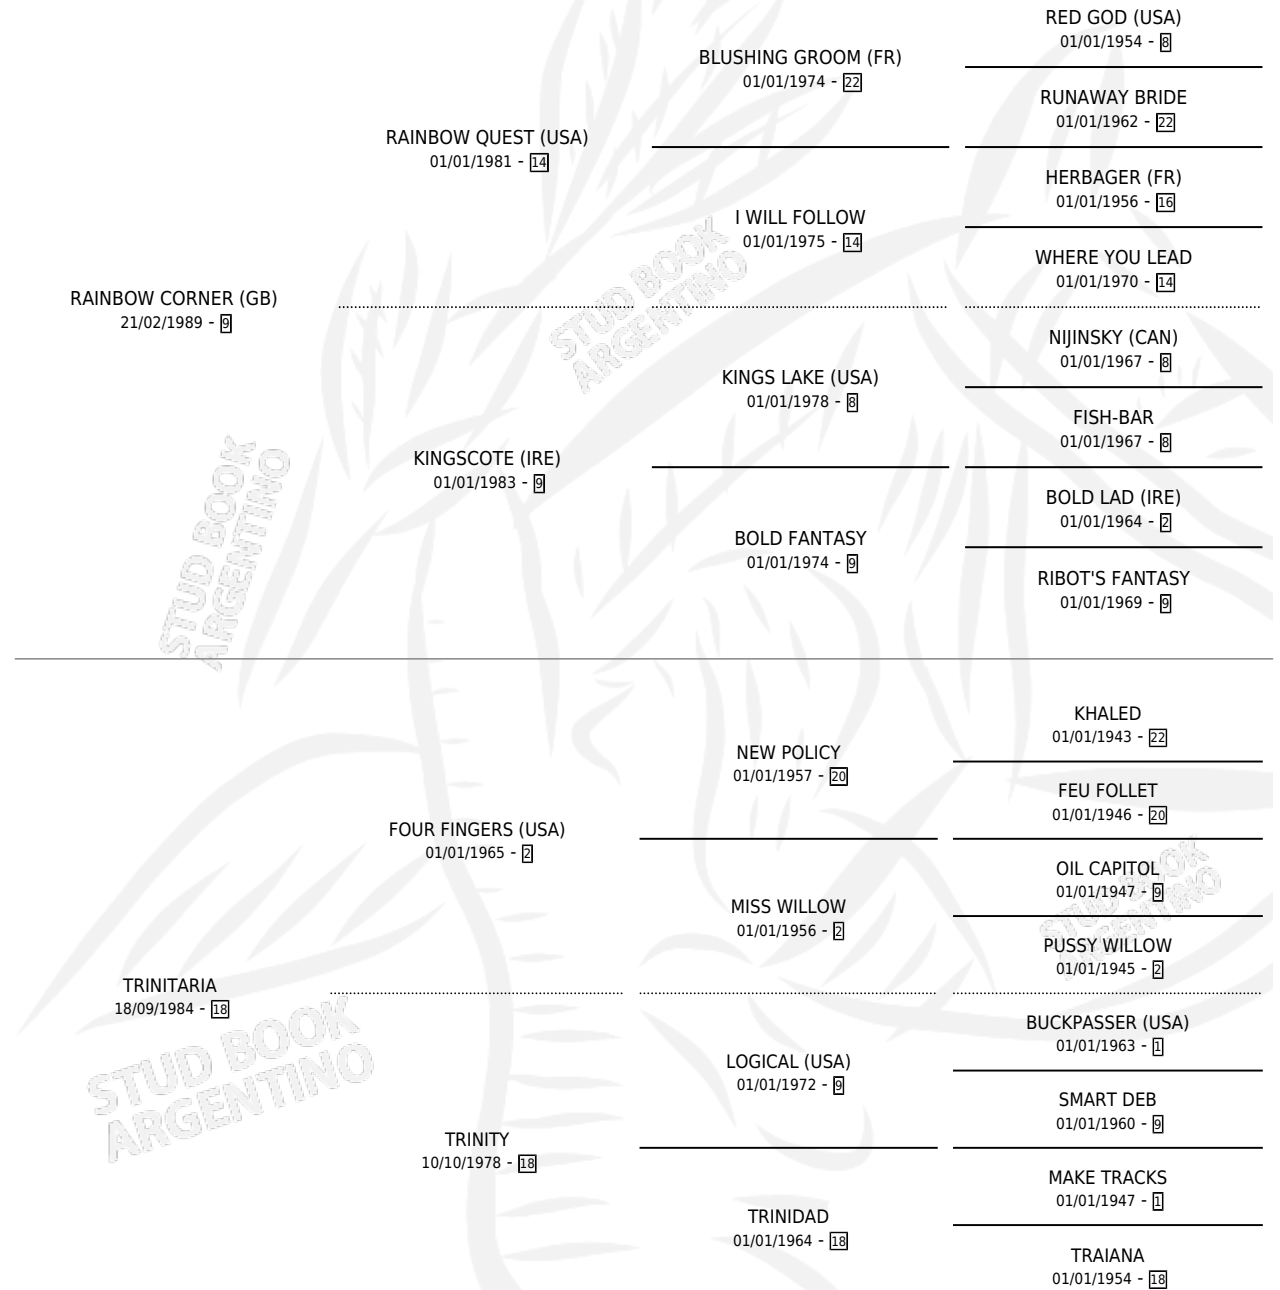 RED GOD (USA)
01/01/1954 - 8
BLUSHING GROOM (FR)
01/01/1974 - 22
RUNAWAY BRIDE
01/01/1962 - 22
RAINBOW QUEST (USA)
01/01/1981 - 14
HERBAGER (FR)
01/01/1956 - 16
I WILL FOLLOW
01/01/1975 - 14
WHERE YOU LEAD
01/01/1970 - 14
RAINBOW CORNER (GB)
21/02/1989 - 9
STUD BOOK
ARGENTINO
NIJINSKY (CAN)
01/01/1967 - 8
KINGS LAKE (USA)
01/01/1978 - 8
FISH-BAR
01/01/1967 - 8
KINGSCOTE (IRE)
01/01/1983 - 9
BOLD LAD (IRE)
01/01/1964 - 2
BOLD FANTASY
01/01/1974 - 9
RIBOT'S FANTASY
01/01/1969 - 9
STUD BOOK
ARGENTINO
KHALED
01/01/1943 - 22
NEW POLICY
01/01/1957 - 20
FEU FOLLET
01/01/1946 - 20
FOUR FINGERS (USA)
01/01/1965 - 2
OIL CAPITOL
01/01/1947 - 9
MISS WILLOW
01/01/1956 - 2
STUD BOOK
ARGENTINO
PUSSY WILLOW
01/01/1945 - 2
TRINITARIA
18/09/1984 - 18
BUCKPASSER (USA)
01/01/1963 - 1
LOGICAL (USA)
01/01/1972 - 9
STUD BOOK
ARGENTINO
SMART DEB
01/01/1960 - 9
TRINITY
10/10/1978 - 18
MAKE TRACKS
01/01/1947 - 1
TRINIDAD
01/01/1964 - 18
TRAIANA
01/01/1954 - 18